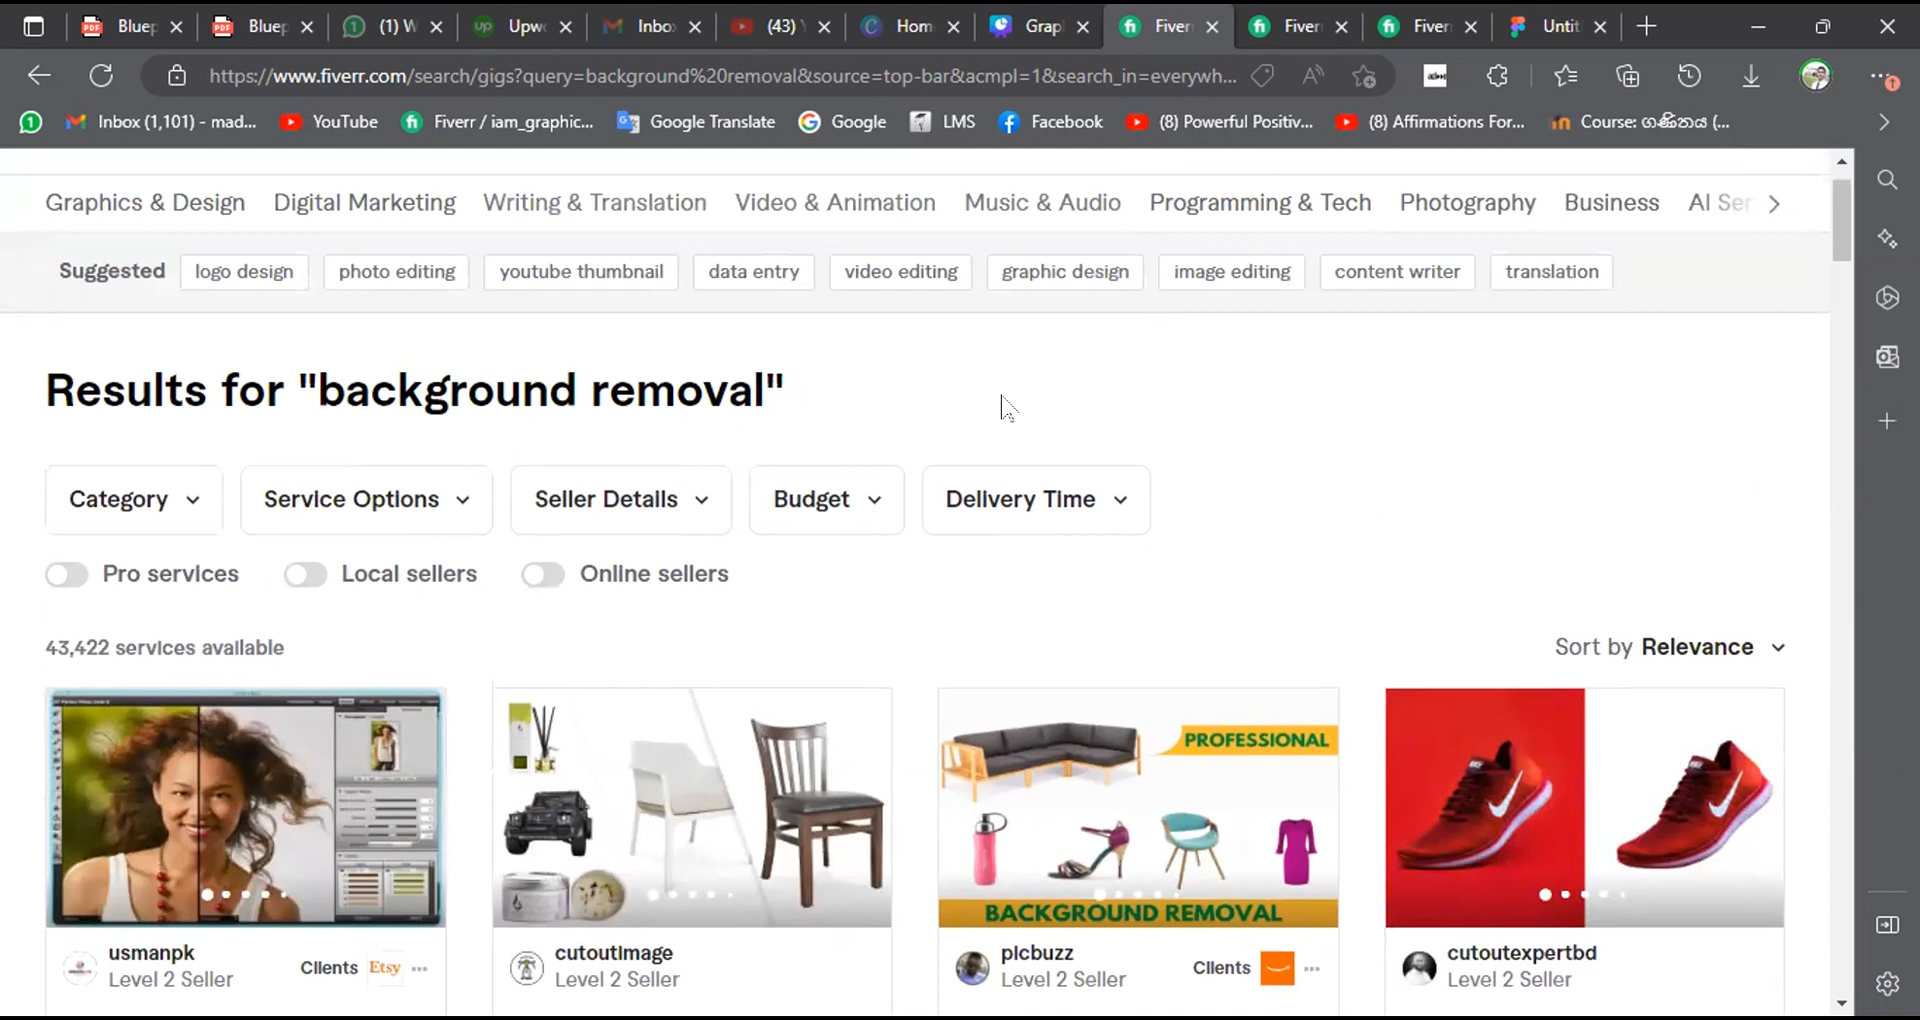 Bluep
Bluep
(1) W
Upwo
Inbo
(43) Y
Hom
Grap
Fiverr
Fiverr
Fiverr
Untit
https://www.fiverr.com/search/gigs?query=background%20removal&source=top-bar&acmpl=1&search_in=everywh...
Inbox (1,101) - mad...
YouTube
Fiverr / iam_graphic...
Google Translate
Google
LMS
Facebook
(8) Powerful Positiv...
(8) Affirmations For...
Course: ගණිතය (...
Graphics & Design
Digital Marketing
Writing & Translation
Video & Animation
Music & Audio
Programming & Tech
Photography
Business
AI Ser
Suggested
logo design
photo editing
youtube thumbnail
data entry
video editing
graphic design
image editing
content writer
translation
Results for "background removal"
Category
Service Options
Seller Details
Budget
Delivery Time
Pro services
Local sellers
Online sellers
43,422 services available
Sort by Relevance
PROFESSIONAL
BACKGROUND REMOVAL
usmanpk
Level 2 Seller
Clients
Etsy
cutoutimage
Level 2 Seller
picbuzz
Level 2 Seller
Clients
cutoutexpertbd
Level 2 Seller